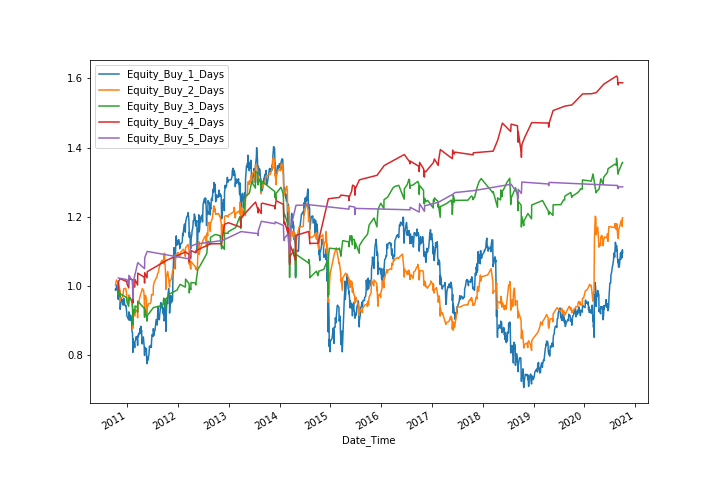 Equity_Buy_1_Days
Equity_Buy_2_Days
Equity_Buy_3_Days
Equity_Buy_4_Days
Equity_Buy_5_Days
1.6
1.4
1.2
1.0
0.8
2011 2012 2013 2014 2015 2016 2017 2018 2019 2020 2021
Date_Time